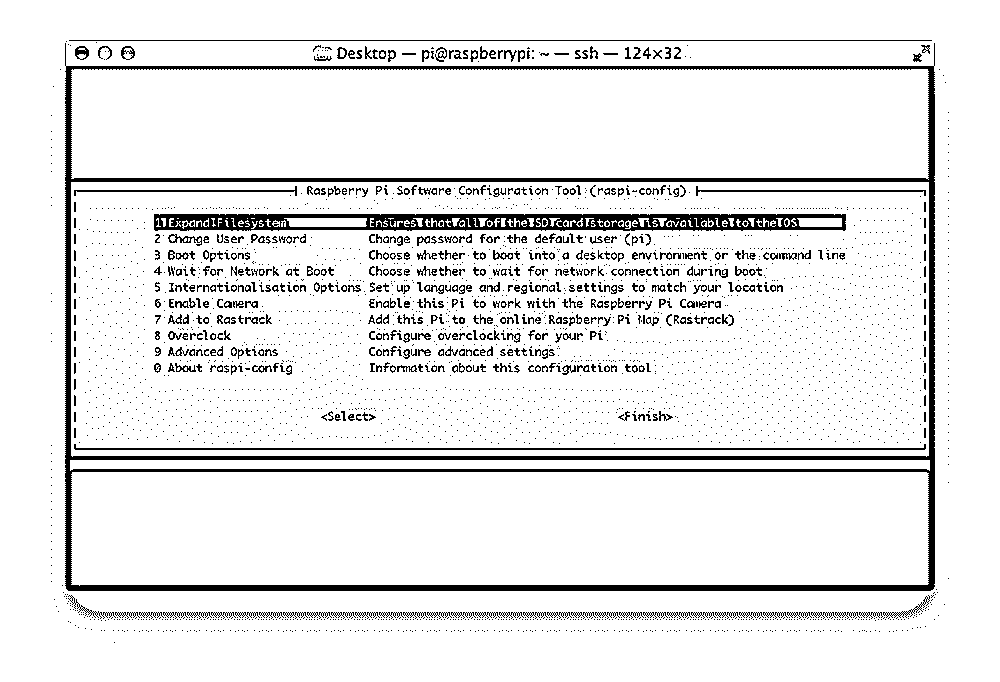 Desktop — pi@raspberrypi: ~ — ssh — 124×32
Raspberry Pi Software Configuration Tool (raspi-config)
1 Expand Filesystem Ensures that all of the SD card storage is available to the OS
2 Change User Password Change password for the default user (pi)
3 Boot Options Choose whether to boot into a desktop environment or the command line
4 Wait for Network at Boot Choose whether to wait for network connection during boot
5 Internationalisation Options Set up language and regional settings to match your location
6 Enable Camera Enable this Pi to work with the Raspberry Pi Camera
7 Add to Rastrack Add this Pi to the online Raspberry Pi Map (Rastrack)
8 Overclock Configure overclocking for your Pi
9 Advanced Options Configure advanced settings
0 About raspi-config Information about this configuration tool
<Select> <Finish>